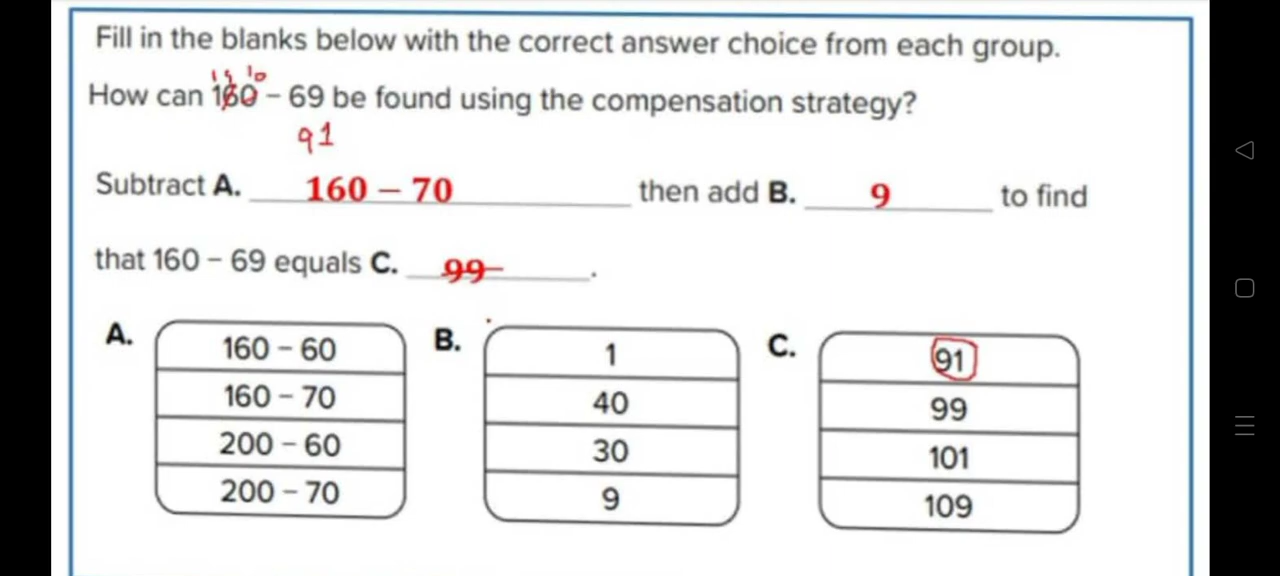 Fill in the blanks below with the correct answer choice from each group.
15 10
How can 160 - 69 be found using the compensation strategy?
91
Subtract A. 160 - 70 then add B. 9 to find
that 160 - 69 equals C. 99.
A. B. C.
160 - 60 1 91
160 - 70 40 99
200 - 60 30 101
200 - 70 9 109